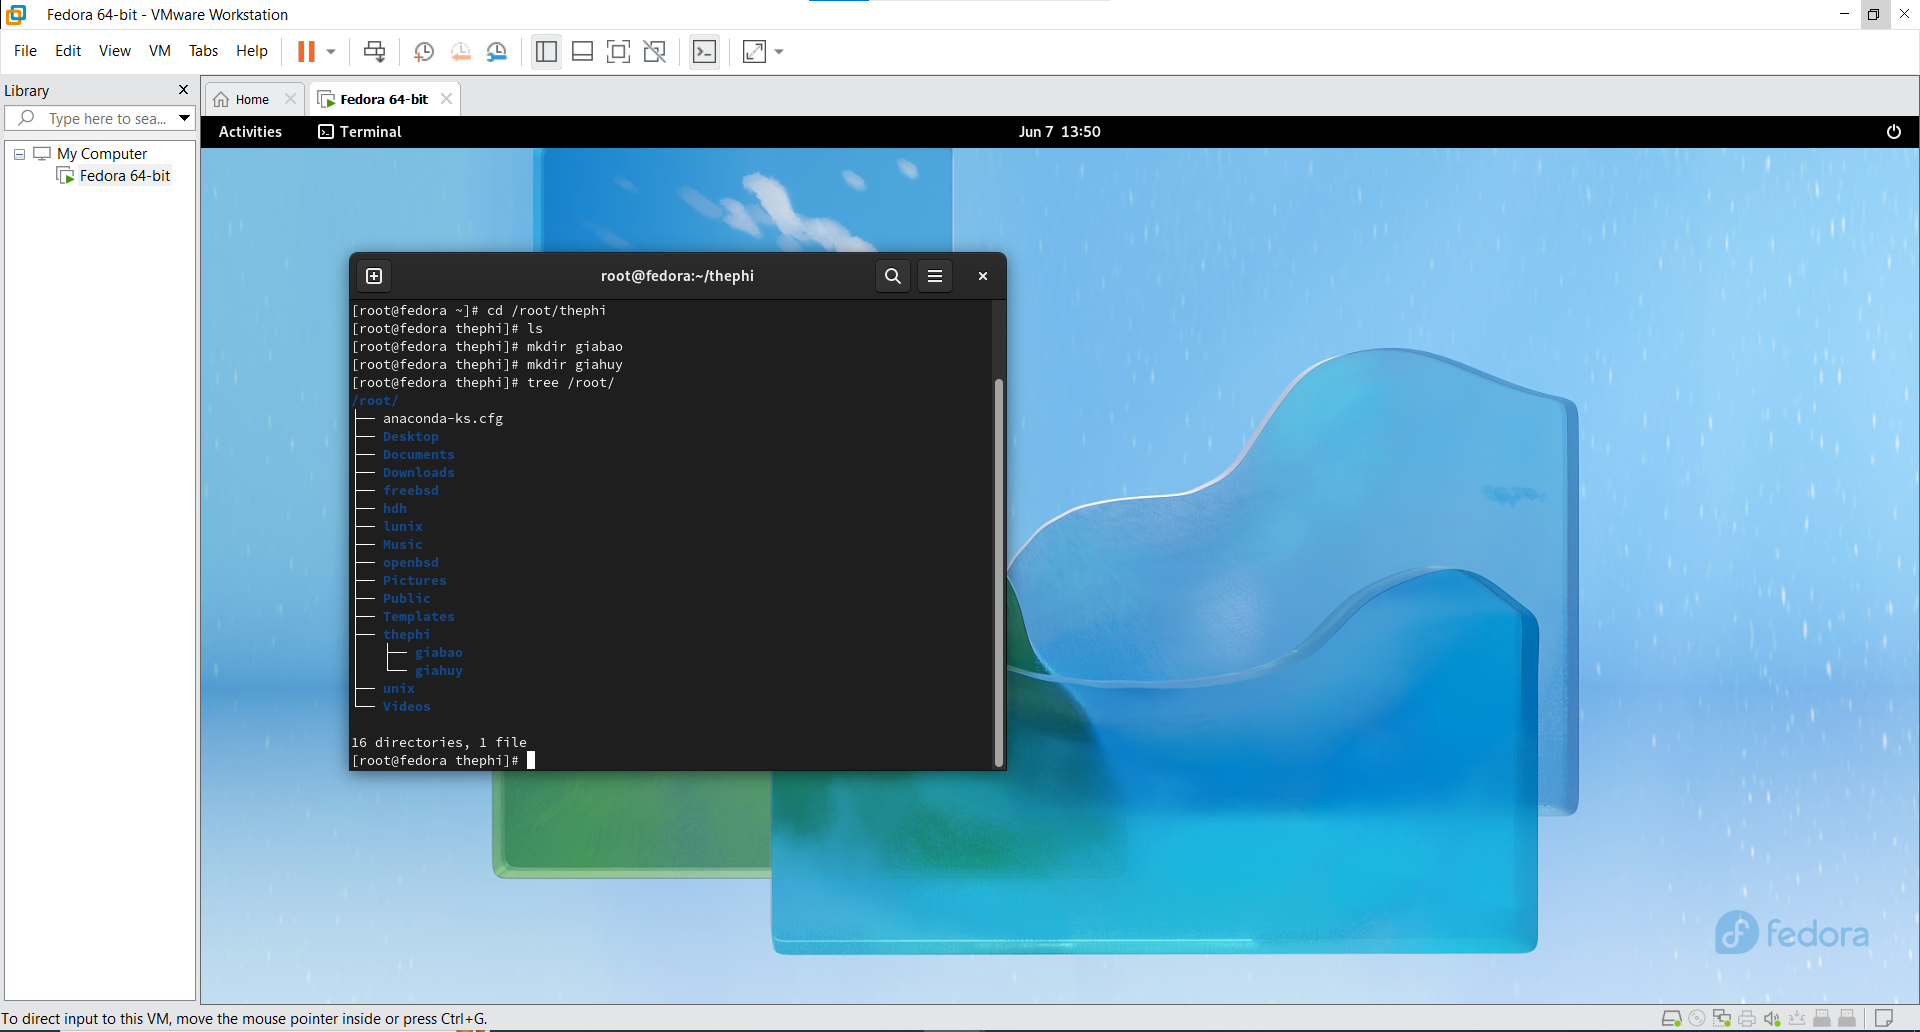 Fedora 64-bit - VMware Workstation
File Edit View VM Tabs Help
Library
Type here to sea...
My Computer
Fedora 64-bit
Home
Fedora 64-bit
Activities
Terminal
Jun 7 13:50
root@fedora:~/thephi
[root@fedora ~]# cd /root/thephi
[root@fedora thephi]# ls
[root@fedora thephi]# mkdir giabao
[root@fedora thephi]# mkdir giahuy
[root@fedora thephi]# tree /root/
/root/
├── anaconda-ks.cfg
├── Desktop
├── Documents
├── Downloads
├── freebsd
├── hdh
├── lunix
├── Music
├── openbsd
├── Pictures
├── Public
├── Templates
├── thephi
│   ├── giabao
│   └── giahuy
├── unix
└── Videos
16 directories, 1 file
[root@fedora thephi]#
fedora
To direct input to this VM, move the mouse pointer inside or press Ctrl+G.